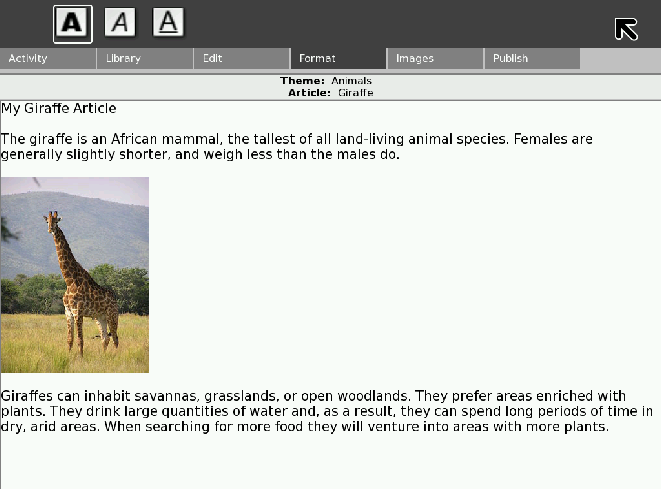 A A A
Activity Library Edit Format Images Publish
Theme: Animals
Article: Giraffe
My Giraffe Article
The giraffe is an African mammal, the tallest of all land-living animal species. Females are
generally slightly shorter, and weigh less than the males do.
Giraffes can inhabit savannas, grasslands, or open woodlands. They prefer areas enriched with
plants. They drink large quantities of water and, as a result, they can spend long periods of time in
dry, arid areas. When searching for more food they will venture into areas with more plants.